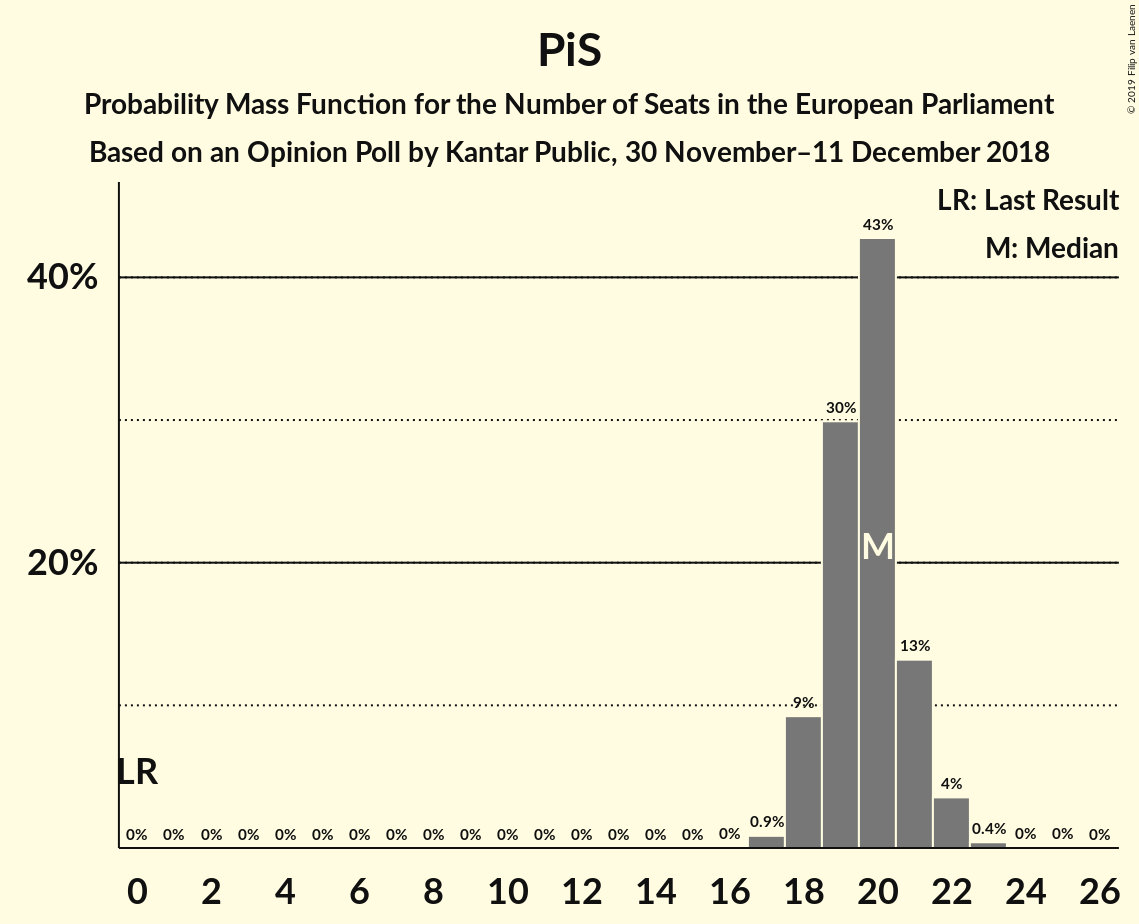 PiS
Probability Mass Function for the Number of Seats in the European Parliament
Based on an Opinion Poll by Kantar Public, 30 November–11 December 2018
© 2019 Filip van Laenen
LR: Last Result
M: Median
43%
40%
30%
M
20%
13%
9%
LR
4%
0% 0% 0% 0% 0% 0% 0% 0% 0% 0% 0% 0% 0% 0% 0% 0% 0% 0.9% 0.4% 0% 0% 0%
0 2 4 6 8 10 12 14 16 18 20 22 24 26